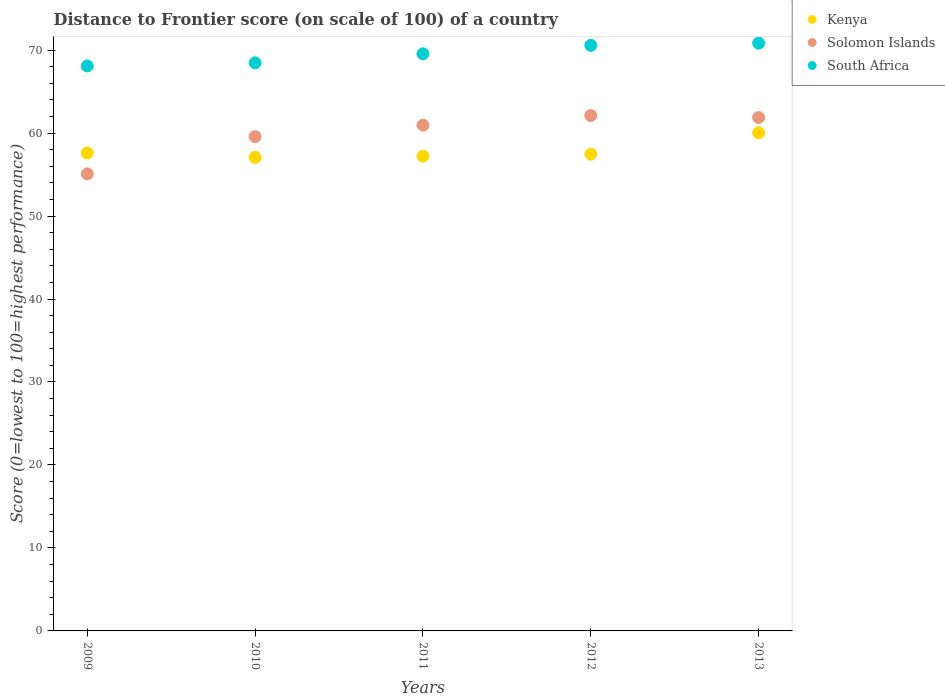 Distance to Frontier score (on scale of 100) of a country
Kenya
Solomon Islands
South Africa
Score (0=lowest to 100=highest performance)
70
60
50
40
30
20
10
0
2009
2010
2011
2012
2013
Years